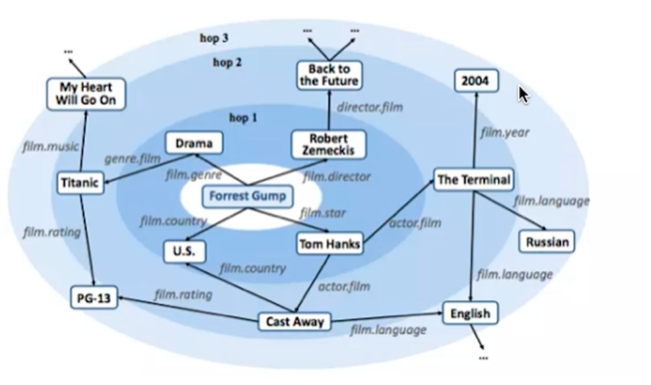 hop 3
...
...
...
hop 2
My Heart
Will Go On
Back to
the Future
2004
director.film
hop 1
film.year
Drama
Robert
Zemeckis
film.music
genre.film
film.genre
film.director
Titanic
The Terminal
Forrest Gump
film.language
film.star
film.country
actor.film
film.rating
U.S.
Tom Hanks
Russian
film.country
film.language
actor.film
PG-13
film.rating
Cast Away
English
film.language
...